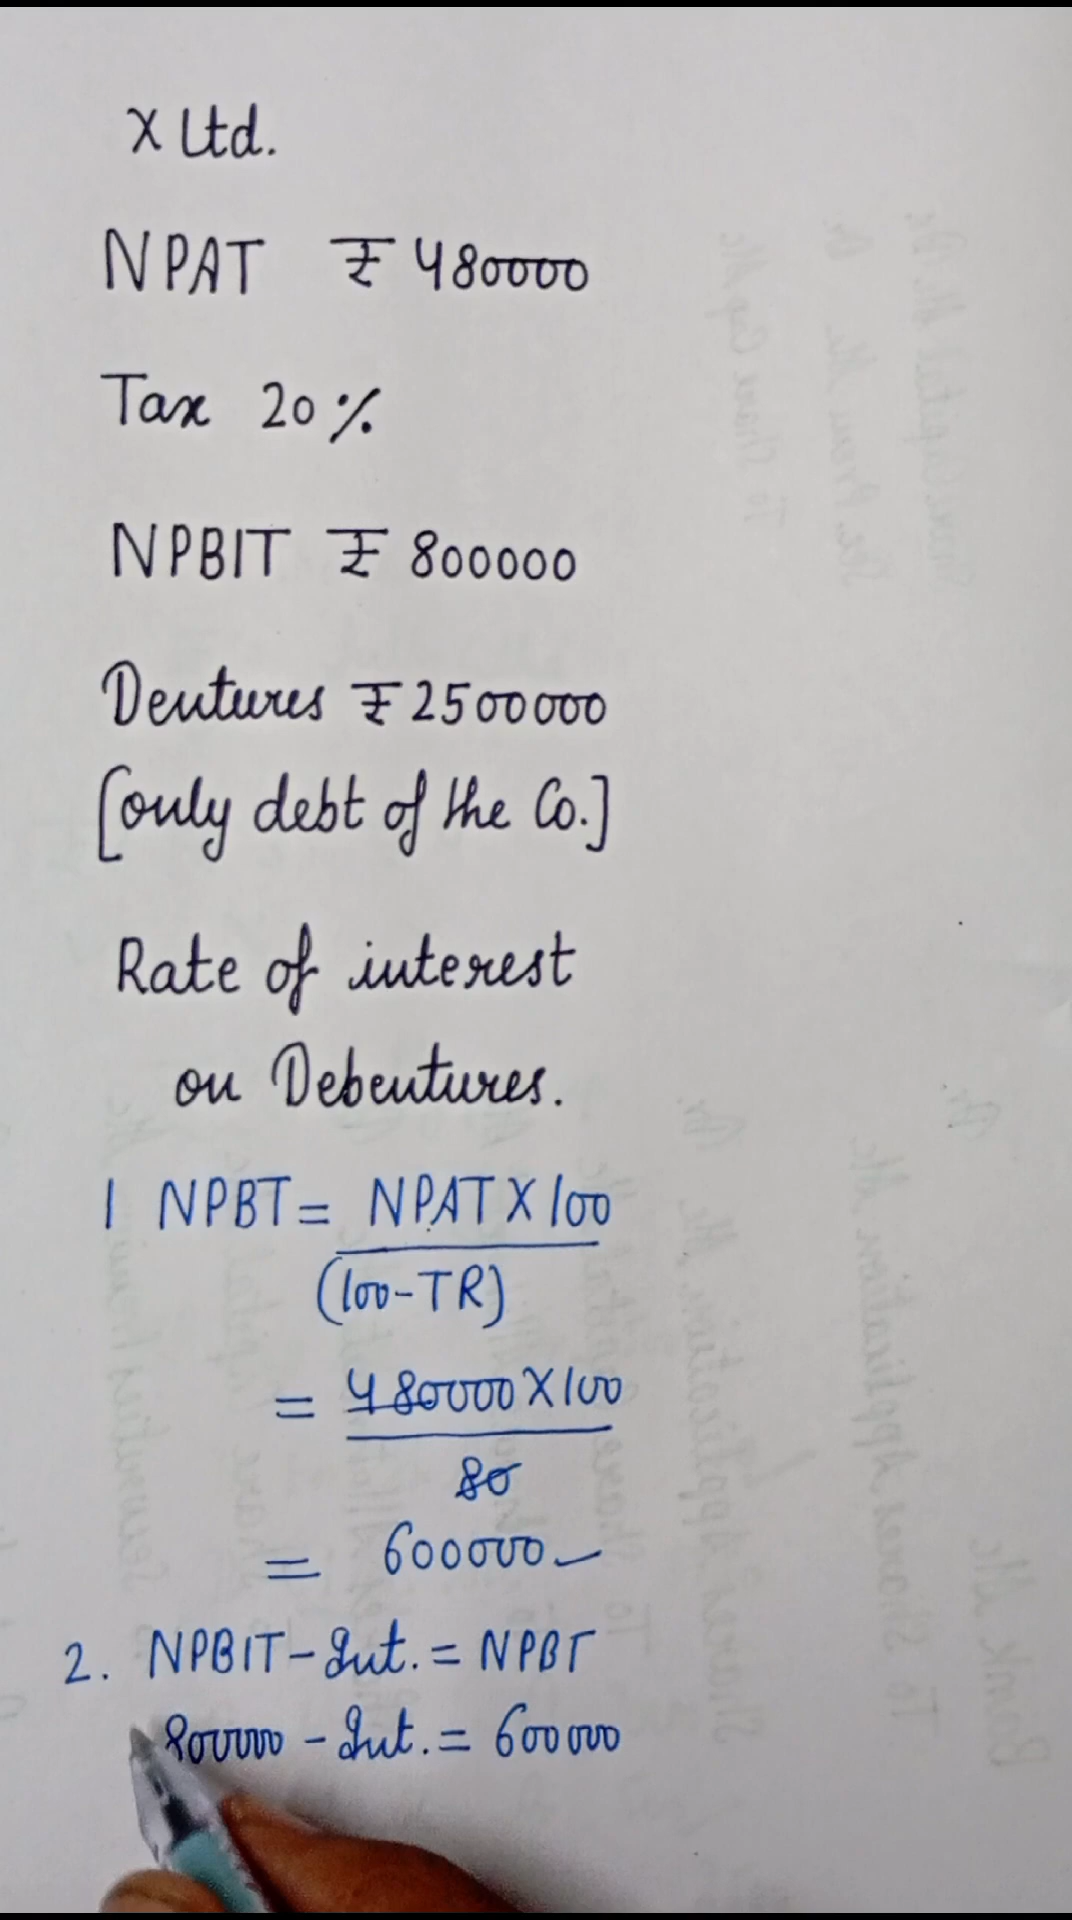 X Ltd.
NPAT ₹ 480000
Tax 20%
NPBIT ₹ 800000
Dentures ₹ 2500000
[only debt of the Co.]
Rate of interest
on Debentures.
1 NPBT = NPAT X 100
(100-TR)
= 480000 X 100
80
= 600000
2. NPBIT - Int. = NPBT
800000 - Int. = 600000